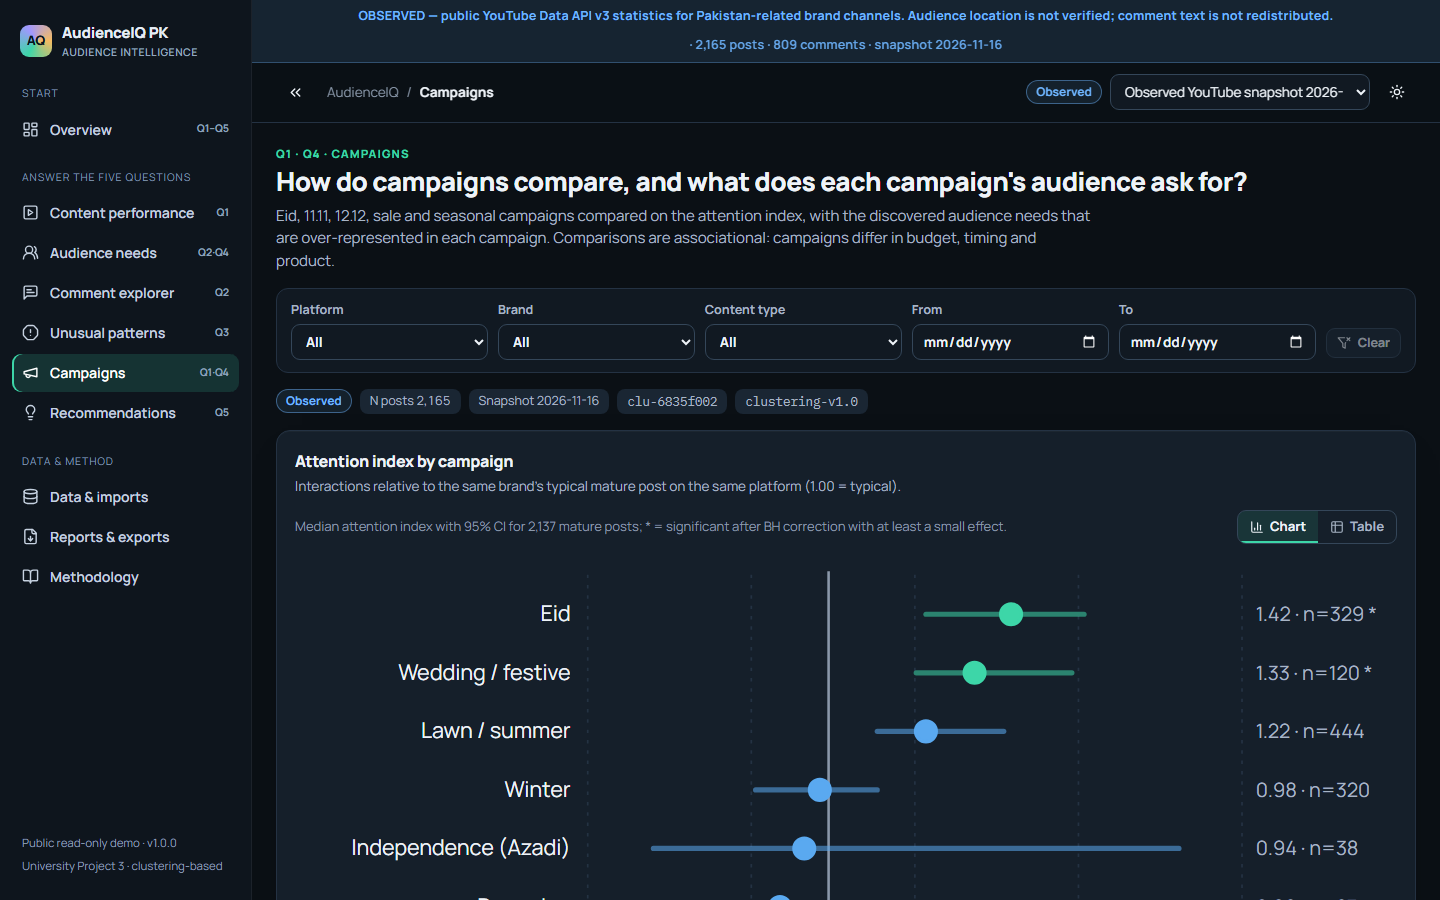 AQ
AudienceIQ PK
AUDIENCE INTELLIGENCE
START
Overview Q1–Q5
ANSWER THE FIVE QUESTIONS
Content performance Q1
Audience needs Q2·Q4
Comment explorer Q2
Unusual patterns Q3
Campaigns Q1·Q4
Recommendations Q5
DATA & METHOD
Data & imports
Reports & exports
Methodology
Public read-only demo · v1.0.0
University Project 3 · clustering-based
OBSERVED — public YouTube Data API v3 statistics for Pakistan-related brand channels. Audience location is not verified; comment text is not redistributed.
· 2,165 posts · 809 comments · snapshot 2026-11-16
AudienceIQ / Campaigns
Observed
Observed YouTube snapshot 2026-
Q1 · Q4 · CAMPAIGNS
How do campaigns compare, and what does each campaign's audience ask for?
Eid, 11.11, 12.12, sale and seasonal campaigns compared on the attention index, with the discovered audience needs that
are over-represented in each campaign. Comparisons are associational: campaigns differ in budget, timing and
product.
Platform Brand Content type From To
All All All mm/dd/yyyy mm/dd/yyyy Clear
Observed N posts 2,165 Snapshot 2026-11-16 clu-6835f002 clustering-v1.0
Attention index by campaign
Interactions relative to the same brand's typical mature post on the same platform (1.00 = typical).
Median attention index with 95% CI for 2,137 mature posts; * = significant after BH correction with at least a small effect.
Chart Table
Eid 1.42 · n=329 *
Wedding / festive 1.33 · n=120 *
Lawn / summer 1.22 · n=444
Winter 0.98 · n=320
Independence (Azadi) 0.94 · n=38